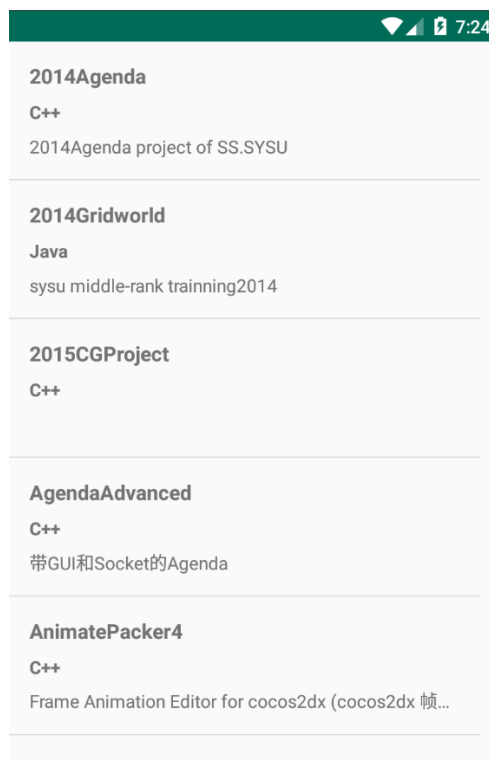 7:24
2014Agenda
C++
2014Agenda project of SS.SYSU
2014Gridworld
Java
sysu middle-rank trainning2014
2015CGProject
C++
AgendaAdvanced
C++
带GUI和Socket的Agenda
AnimatePacker4
C++
Frame Animation Editor for cocos2dx (cocos2dx 帧...